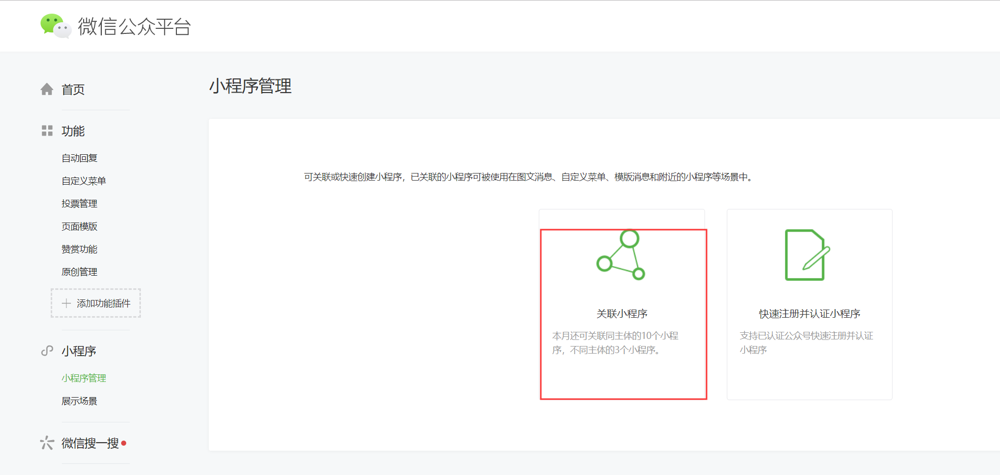 微信公众平台
首页
功能
自动回复
自定义菜单
投票管理
页面模版
赞赏功能
原创管理
添加功能插件
小程序
小程序管理
展示场景
微信搜一搜
小程序管理
可关联或快速创建小程序，已关联的小程序可被使用在图文消息、自定义菜单、模版消息和附近的小程序等场景中。
关联小程序
本月还可关联同主体的10个小程
序，不同主体的3个小程序。
快速注册并认证小程序
支持已认证公众号快速注册并认证
小程序